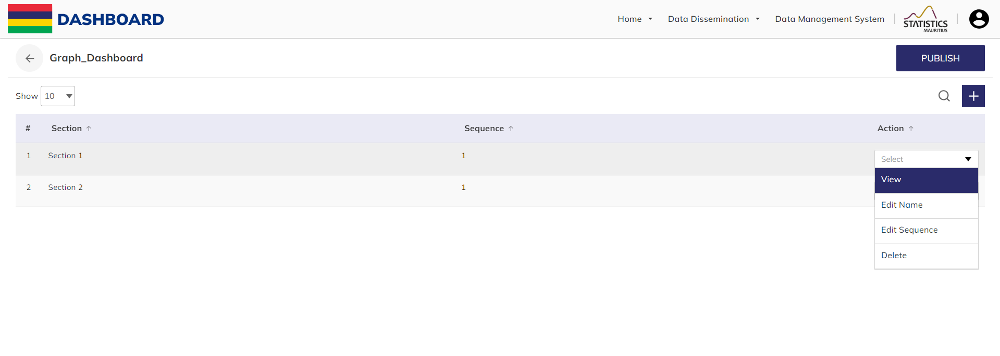 DASHBOARD
Home
Data Dissemination
Data Management System
STATISTICS
MAURITIUS
Graph_Dashboard
PUBLISH
Show 10
# Section Sequence Action
1 Section 1 1 Select
2 Section 2 1
View
Edit Name
Edit Sequence
Delete